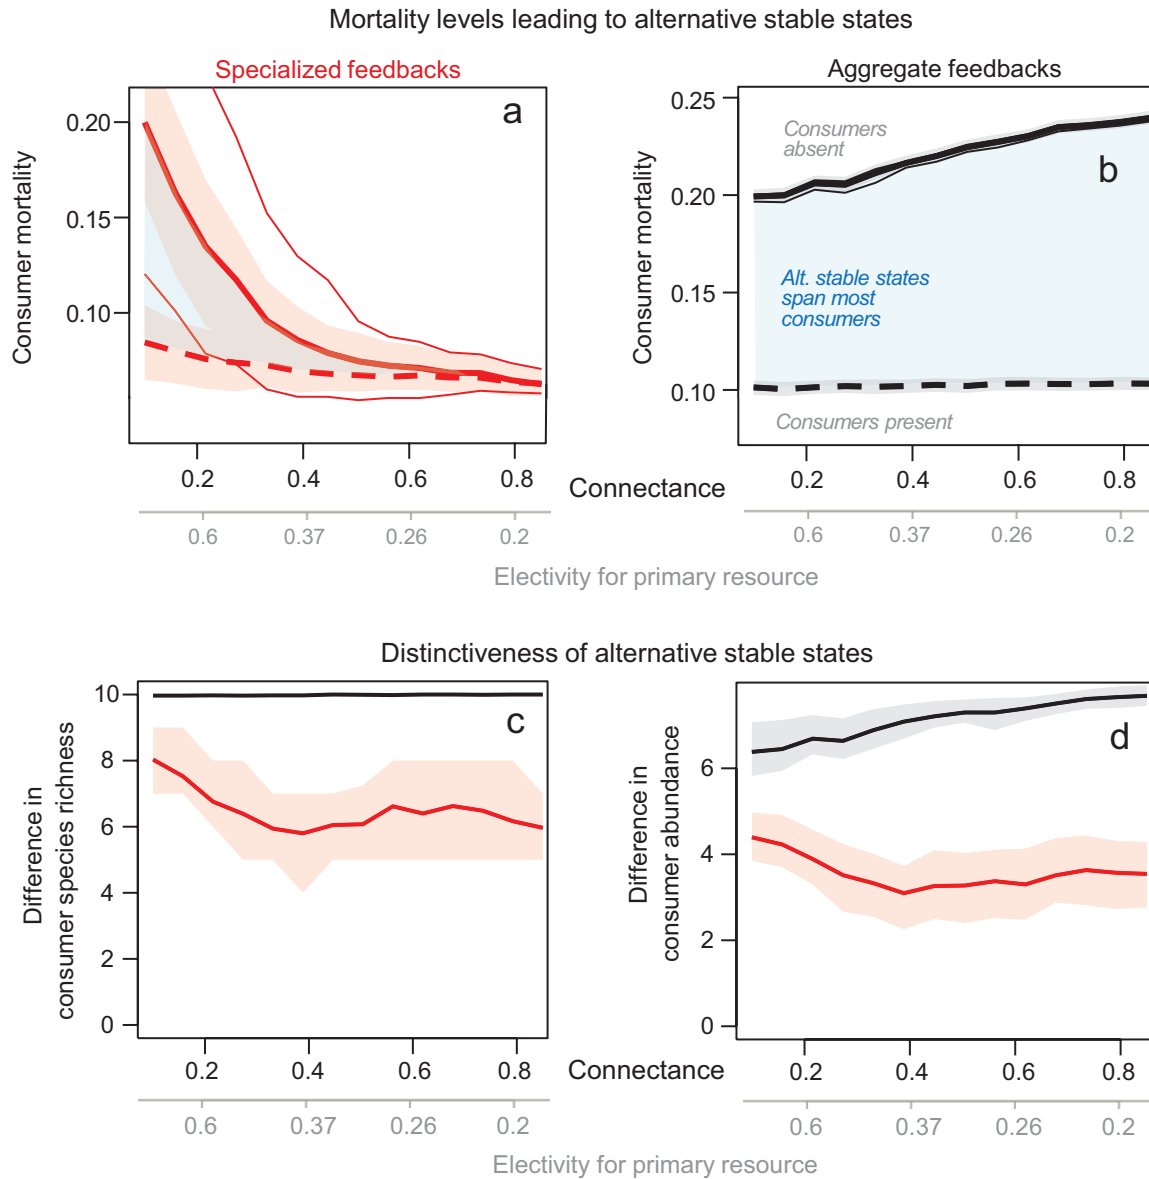 Mortality levels leading to alternative stable states
Specialized feedbacks
Aggregate feedbacks
a
Consumer mortality
0.20
0.15
0.10
0.2 0.4 0.6 0.8
0.6 0.37 0.26 0.2
b
Consumer mortality
0.25
0.20
0.15
0.10
Consumers
absent
Alt. stable states
span most
consumers
Consumers present
0.2 0.4 0.6 0.8
0.6 0.37 0.26 0.2
Connectance
Electivity for primary resource
Distinctiveness of alternative stable states
c
Difference in
consumer species richness
10
8
6
4
2
0
0.2 0.4 0.6 0.8
0.6 0.37 0.26 0.2
d
Difference in
consumer abundance
6
4
2
0
0.2 0.4 0.6 0.8
0.6 0.37 0.26 0.2
Connectance
Electivity for primary resource